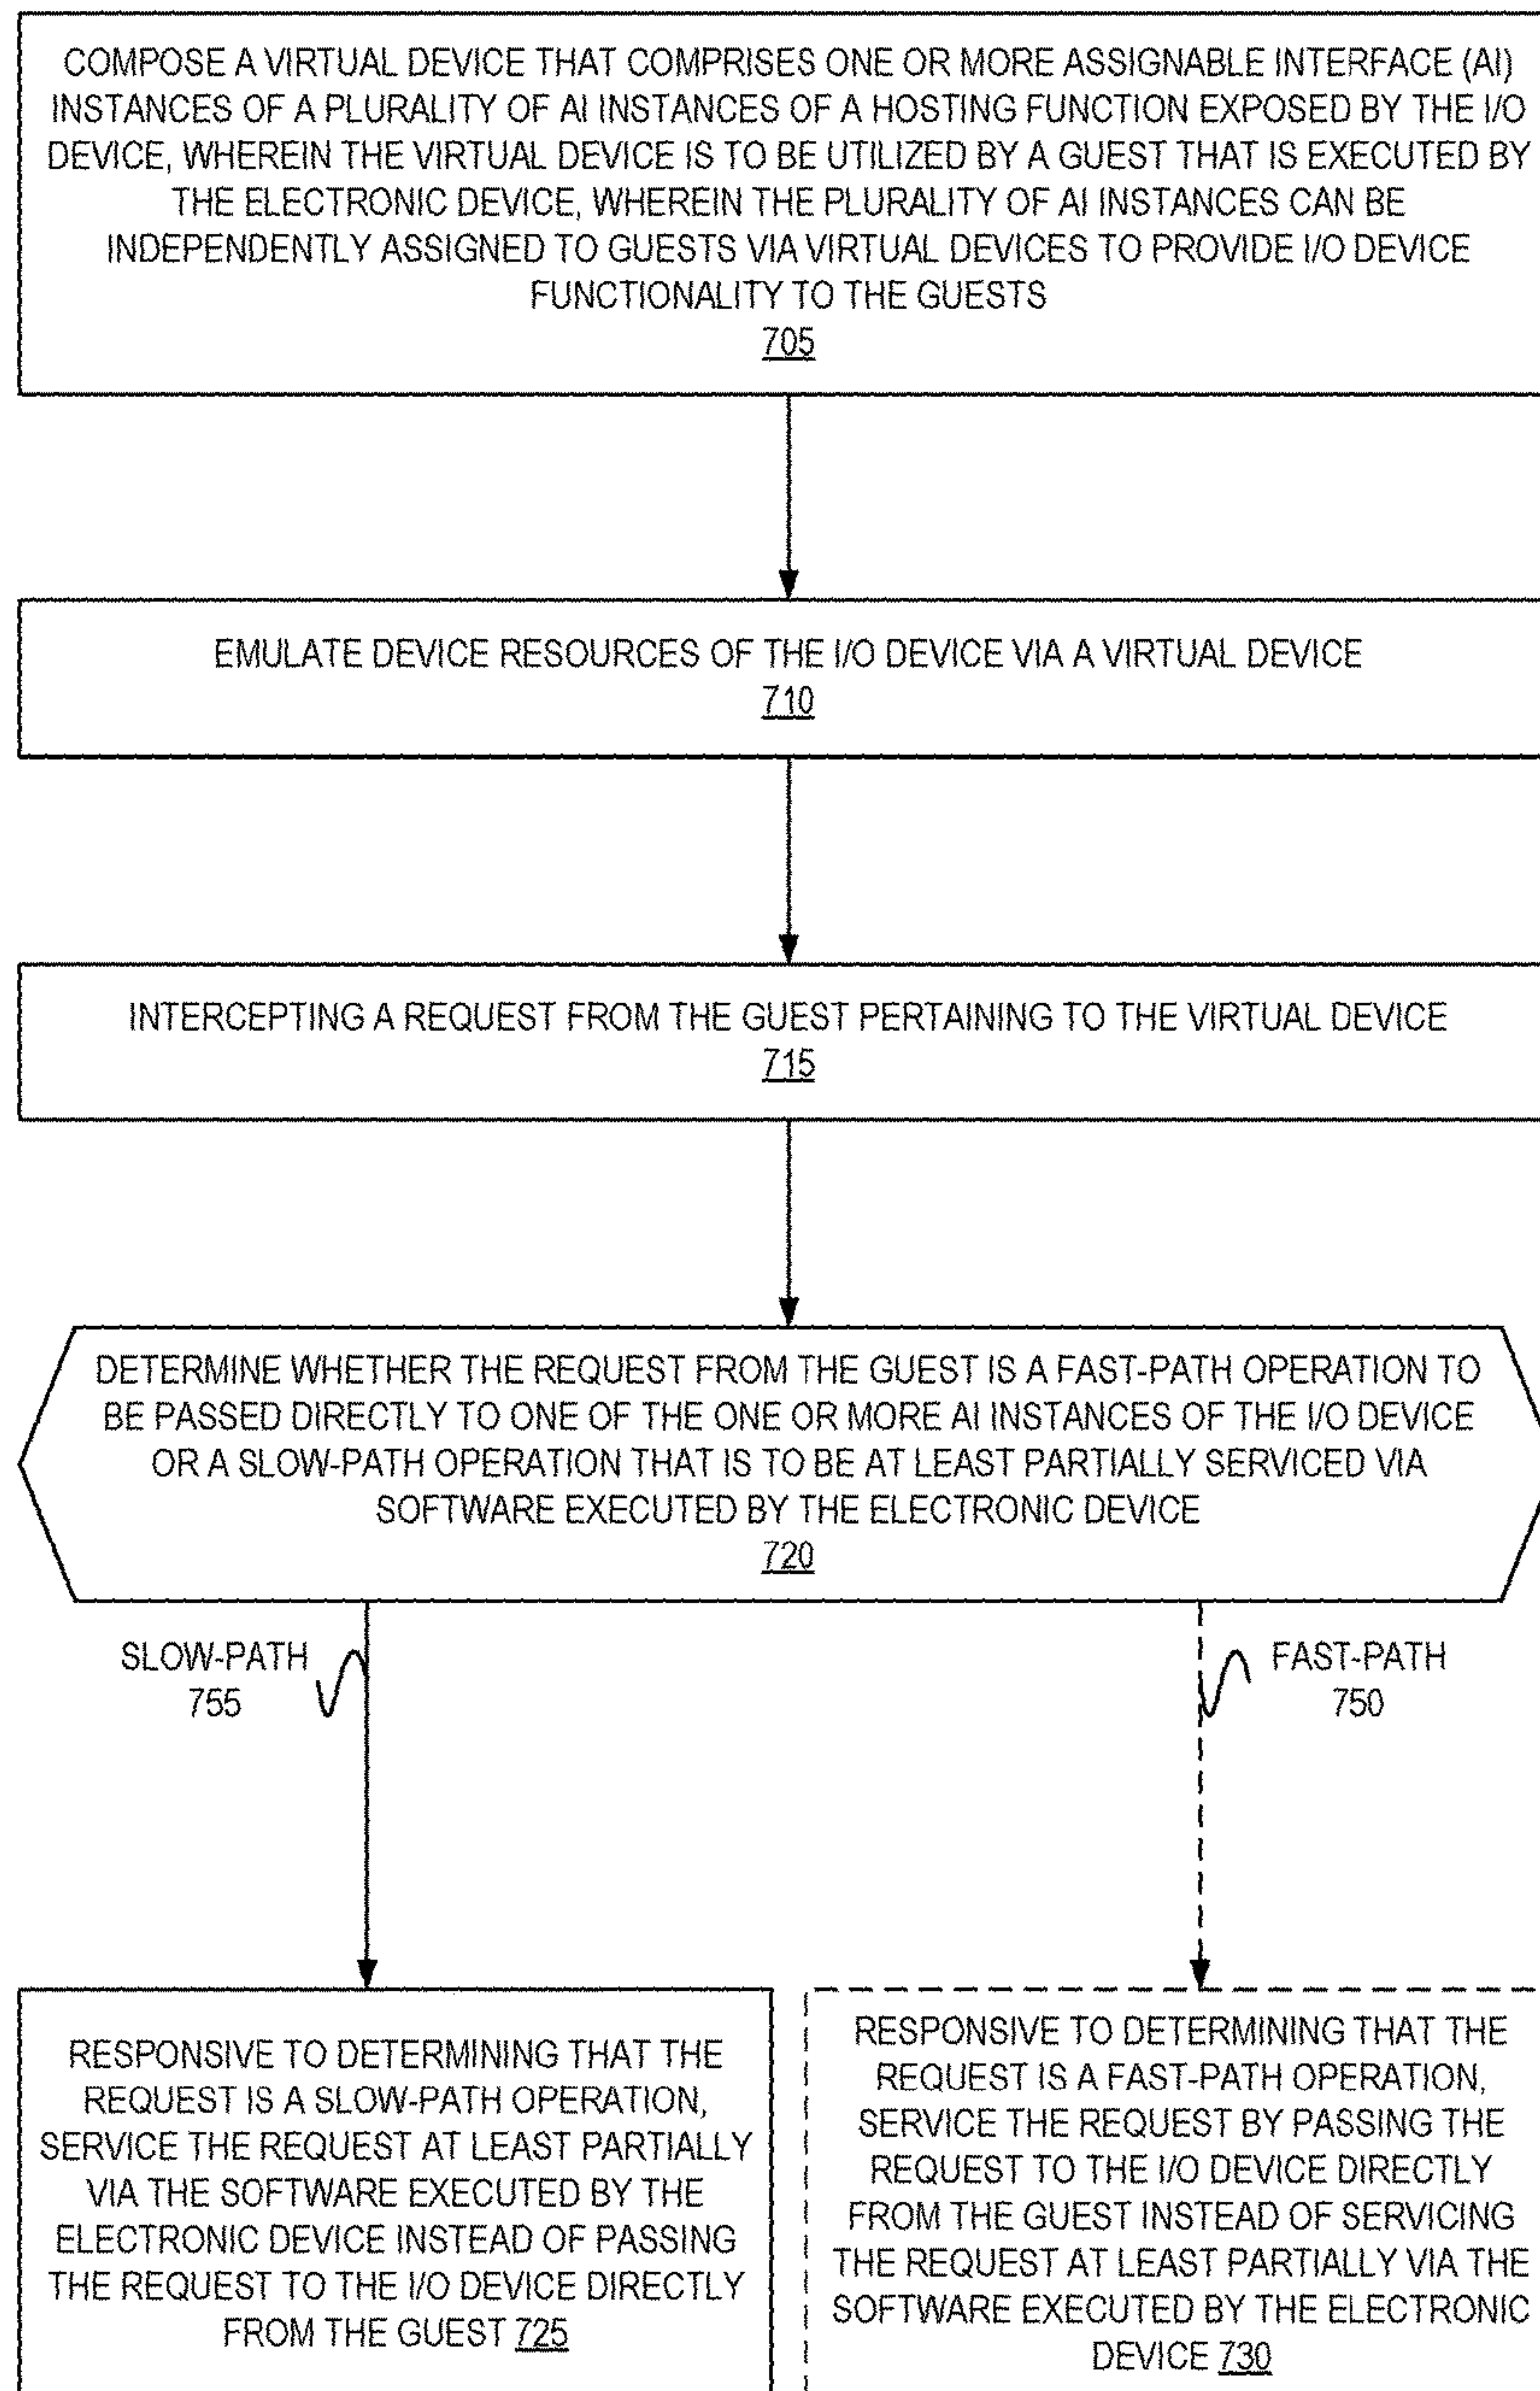 COMPOSE A VIRTUAL DEVICE THAT COMPRISES ONE OR MORE ASSIGNABLE INTERFACE (AI)
INSTANCES OF A PLURALITY OF AI INSTANCES OF A HOSTING FUNCTION EXPOSED BY THE I/O
DEVICE, WHEREIN THE VIRTUAL DEVICE IS TO BE UTILIZED BY A GUEST THAT IS EXECUTED BY
THE ELECTRONIC DEVICE, WHEREIN THE PLURALITY OF AI INSTANCES CAN BE
INDEPENDENTLY ASSIGNED TO GUESTS VIA VIRTUAL DEVICES TO PROVIDE I/O DEVICE
FUNCTIONALITY TO THE GUESTS
705
EMULATE DEVICE RESOURCES OF THE I/O DEVICE VIA A VIRTUAL DEVICE
710
INTERCEPTING A REQUEST FROM THE GUEST PERTAINING TO THE VIRTUAL DEVICE
715
DETERMINE WHETHER THE REQUEST FROM THE GUEST IS A FAST-PATH OPERATION TO
BE PASSED DIRECTLY TO ONE OF THE ONE OR MORE AI INSTANCES OF THE I/O DEVICE
OR A SLOW-PATH OPERATION THAT IS TO BE AT LEAST PARTIALLY SERVICED VIA
SOFTWARE EXECUTED BY THE ELECTRONIC DEVICE
720
SLOW-PATH
755
FAST-PATH
750
RESPONSIVE TO DETERMINING THAT THE
REQUEST IS A SLOW-PATH OPERATION,
SERVICE THE REQUEST AT LEAST PARTIALLY
VIA THE SOFTWARE EXECUTED BY THE
ELECTRONIC DEVICE INSTEAD OF PASSING
THE REQUEST TO THE I/O DEVICE DIRECTLY
FROM THE GUEST 725
RESPONSIVE TO DETERMINING THAT THE
REQUEST IS A FAST-PATH OPERATION,
SERVICE THE REQUEST BY PASSING THE
REQUEST TO THE I/O DEVICE DIRECTLY
FROM THE GUEST INSTEAD OF SERVICING
THE REQUEST AT LEAST PARTIALLY VIA THE
SOFTWARE EXECUTED BY THE ELECTRONIC
DEVICE 730